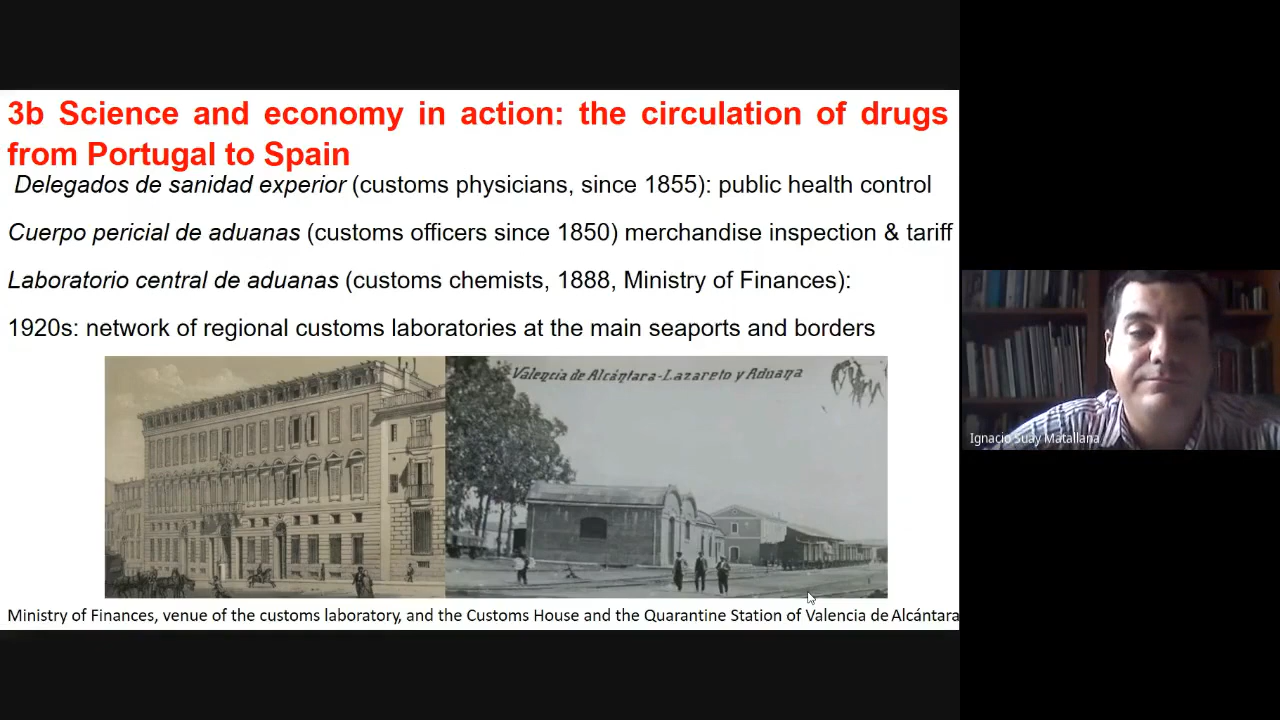 3b Science and economy in action: the circulation of drugs
from Portugal to Spain
Delegados de sanidad experior (customs physicians, since 1855): public health control
Cuerpo pericial de aduanas (customs officers since 1850) merchandise inspection & tariff
Laboratorio central de aduanas (customs chemists, 1888, Ministry of Finances):
1920s: network of regional customs laboratories at the main seaports and borders
Valencia de Alcántara-Lazareto y Aduana
Ignacio Suay Matallana
Ministry of Finances, venue of the customs laboratory, and the Customs House and the Quarantine Station of Valencia de Alcántara